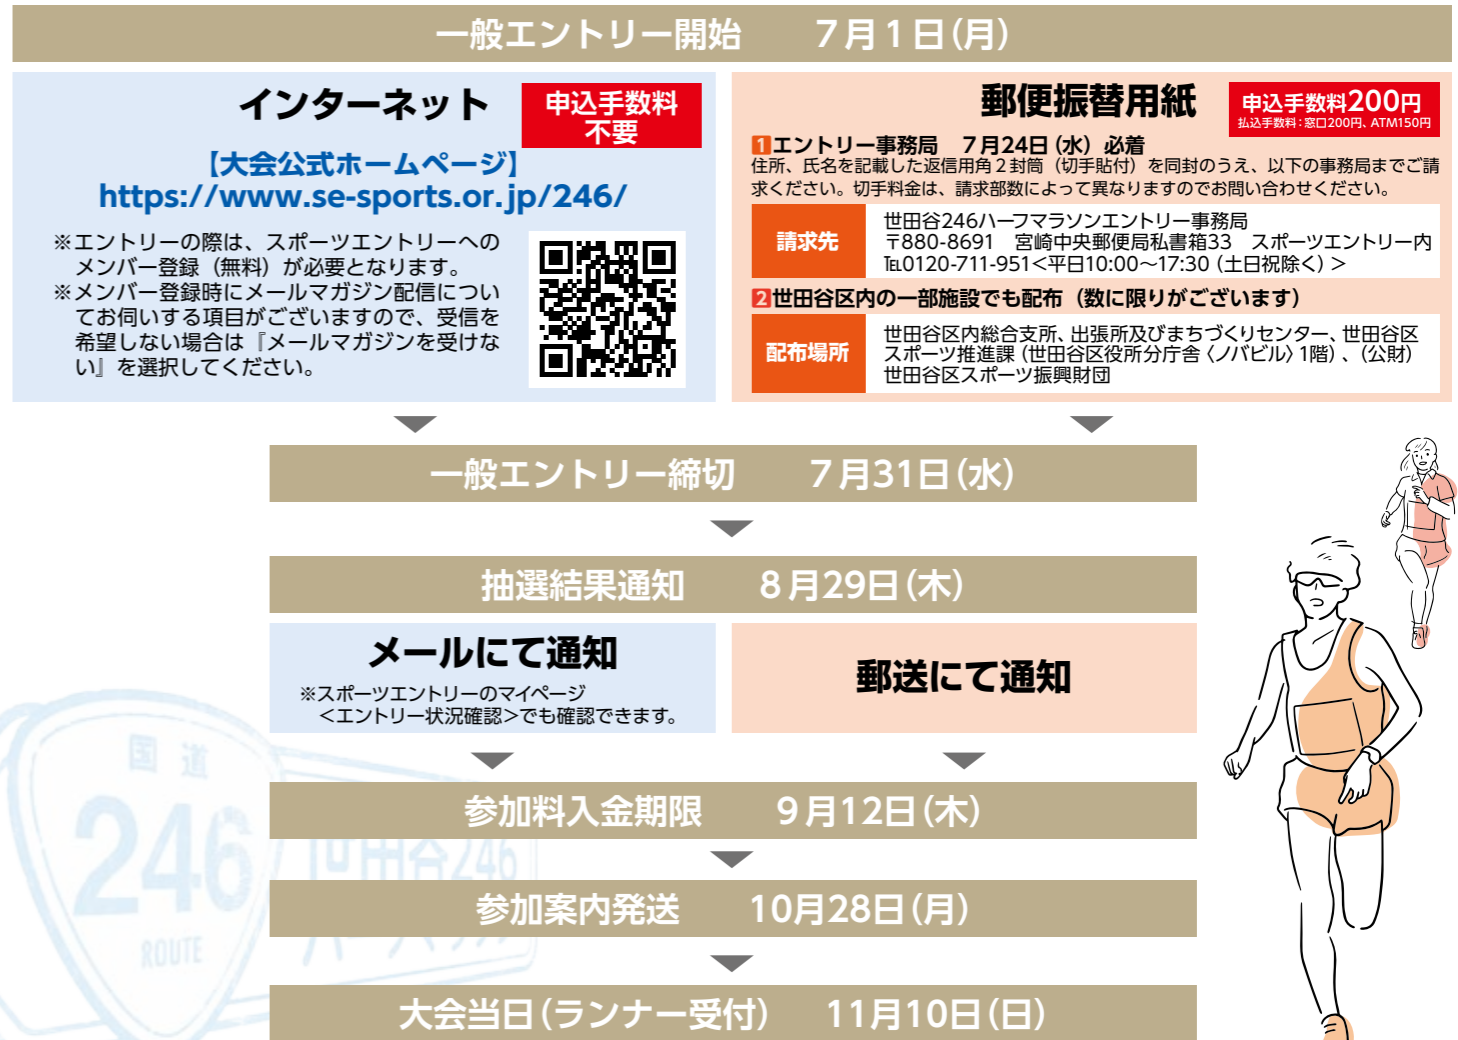 一般エントリー開始　７月１日（月）
インターネット
申込手数料
不要
【大会公式ホームページ】
https://www.se-sports.or.jp/246/
※エントリーの際は、スポーツエントリーへの
メンバー登録（無料）が必要となります。
※メンバー登録時にメールマガジン配信につい
てお伺いする項目がございますので、受信を
希望しない場合は『メールマガジンを受けな
い』を選択してください。
郵便振替用紙
申込手数料200円
払込手数料：窓口200円、ATM150円
1エントリー事務局　７月24日（水）必着
住所、氏名を記載した返信用角２封筒（切手貼付）を同封のうえ、以下の事務局までご請
求ください。切手料金は、請求部数によって異なりますのでお問い合わせください。
請求先
世田谷246ハーフマラソンエントリー事務局
〒880-8691　宮崎中央郵便局私書箱33　スポーツエントリー内
℡0120-711-951＜平日10:00～17:30（土日祝除く）＞
2世田谷区内の一部施設でも配布（数に限りがございます）
配布場所
世田谷区内総合支所、出張所及びまちづくりセンター、世田谷区
スポーツ推進課（世田谷区役所分庁舎〈ノバビル〉1階）、（公財）
世田谷区スポーツ振興財団
一般エントリー締切　７月31日（水）
抽選結果通知　８月29日（木）
メールにて通知
※スポーツエントリーのマイページ
＜エントリー状況確認＞でも確認できます。
郵送にて通知
参加料入金期限　９月12日（木）
参加案内発送　10月28日（月）
大会当日（ランナー受付）　11月10日（日）
国道
246
ROUTE
世田谷246